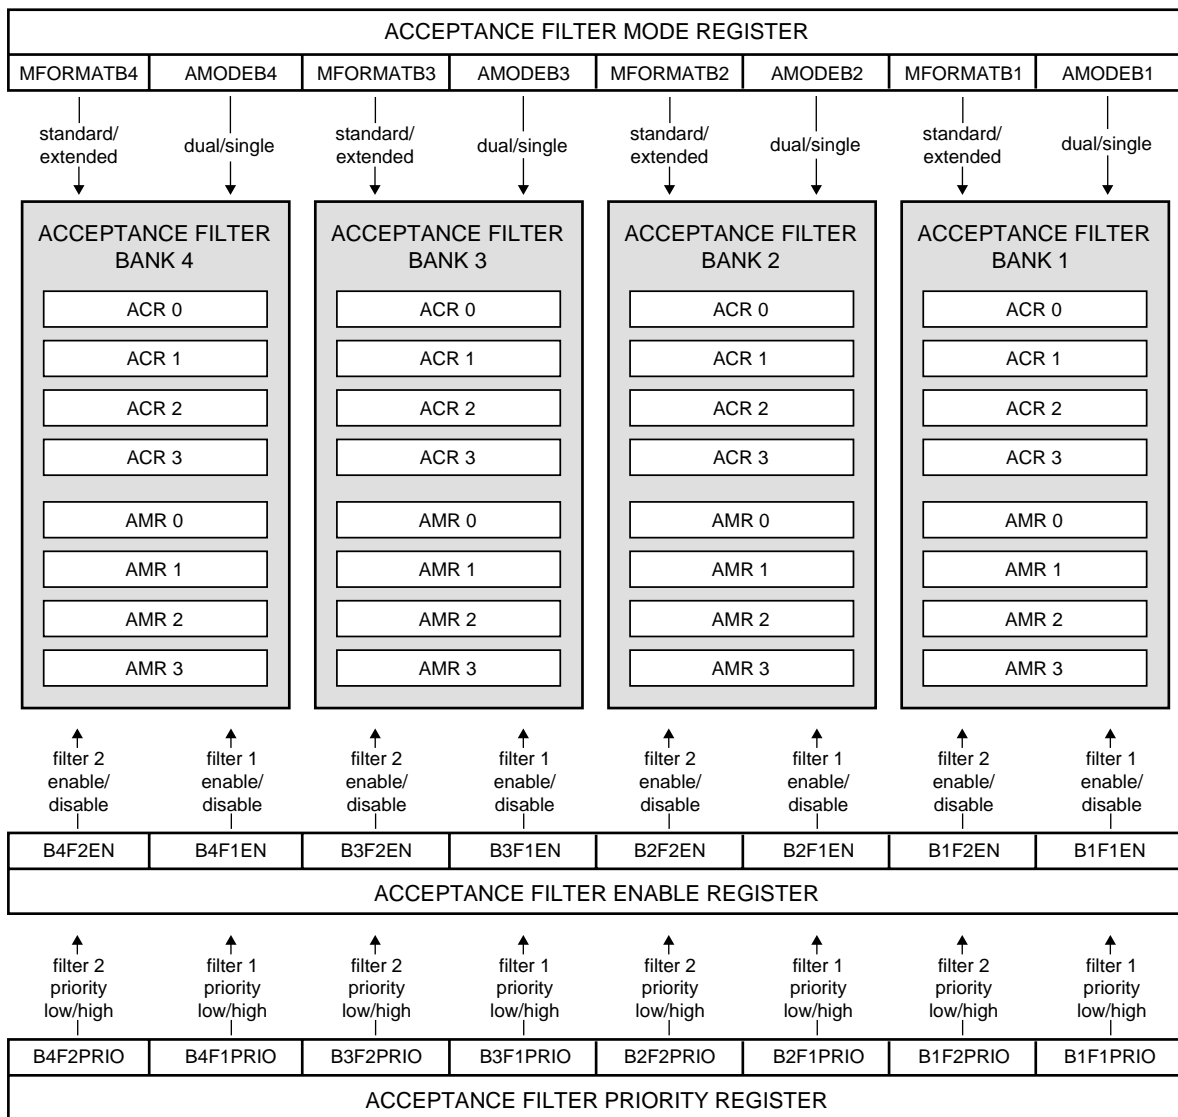 ACCEPTANCE FILTER MODE REGISTER
MFORMATB4 AMODEB4 MFORMATB3 AMODEB3 MFORMATB2 AMODEB2 MFORMATB1 AMODEB1
standard/ standard/ standard/ standard/
extended dual/single extended dual/single extended dual/single extended dual/single
ACCEPTANCE FILTER ACCEPTANCE FILTER ACCEPTANCE FILTER ACCEPTANCE FILTER
BANK 4 BANK 3 BANK 2 BANK 1
ACR 0 ACR 0 ACR 0 ACR 0
ACR 1 ACR 1 ACR 1 ACR 1
ACR 2 ACR 2 ACR 2 ACR 2
ACR 3 ACR 3 ACR 3 ACR 3
AMR 0 AMR 0 AMR 0 AMR 0
AMR 1 AMR 1 AMR 1 AMR 1
AMR 2 AMR 2 AMR 2 AMR 2
AMR 3 AMR 3 AMR 3 AMR 3
filter 2 filter 1 filter 2 filter 1 filter 2 filter 1 filter 2 filter 1
enable/ enable/ enable/ enable/ enable/ enable/ enable/ enable/
disable disable disable disable disable disable disable disable
B4F2EN B4F1EN B3F2EN B3F1EN B2F2EN B2F1EN B1F2EN B1F1EN
ACCEPTANCE FILTER ENABLE REGISTER
filter 2 filter 1 filter 2 filter 1 filter 2 filter 1 filter 2 filter 1
priority priority priority priority priority priority priority priority
low/high low/high low/high low/high low/high low/high low/high low/high
B4F2PRIO B4F1PRIO B3F2PRIO B3F1PRIO B2F2PRIO B2F1PRIO B1F2PRIO B1F1PRIO
ACCEPTANCE FILTER PRIORITY REGISTER